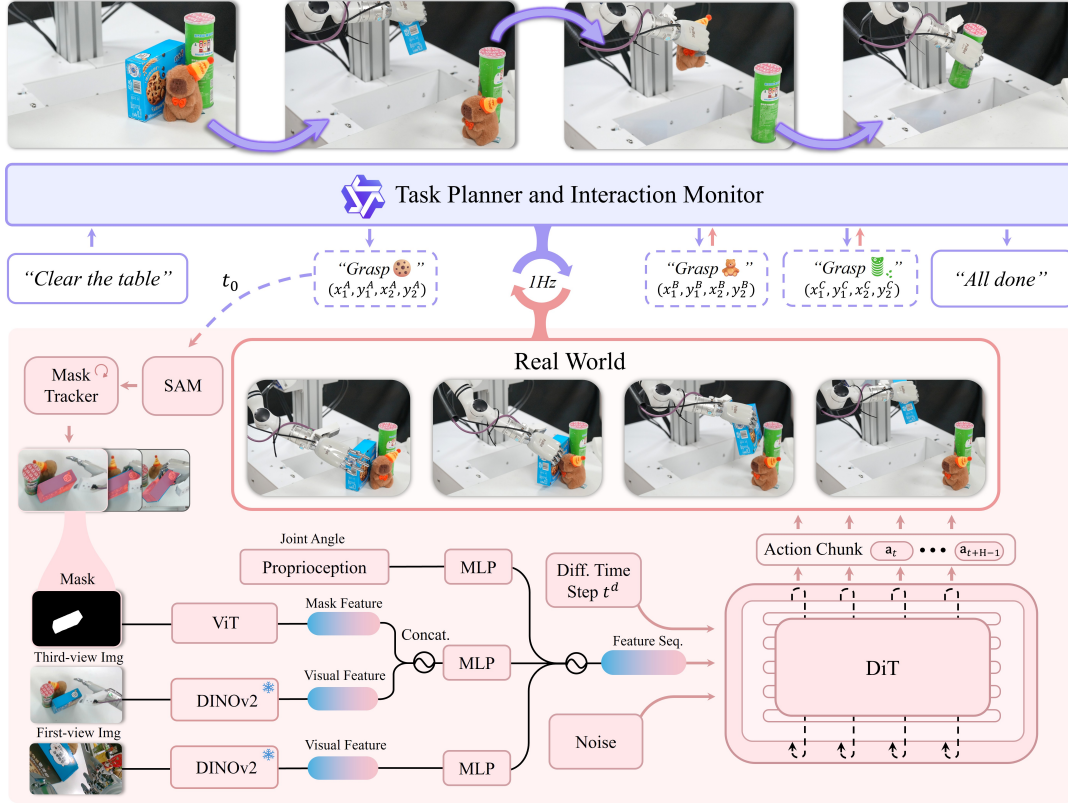 Task Planner and Interaction Monitor
“Clear the table”
t₀
“Grasp ”
(x₁ᴬ, y₁ᴬ, x₂ᴬ, y₂ᴬ)
1Hz
“Grasp ”
(x₁ᴮ, y₁ᴮ, x₂ᴮ, y₂ᴮ)
“Grasp ”
(x₁ᶜ, y₁ᶜ, x₂ᶜ, y₂ᶜ)
“All done”
Mask
Tracker
SAM
Real World
Joint Angle
Proprioception
MLP
Diff. Time
Step tᵈ
Action Chunk
aₜ
•••
aₜ₊H₋₁
Mask
ViT
Mask Feature
Concat.
MLP
Feature Seq.
DiT
Third-view Img
DINOv2
Visual Feature
Noise
First-view Img
DINOv2
Visual Feature
MLP